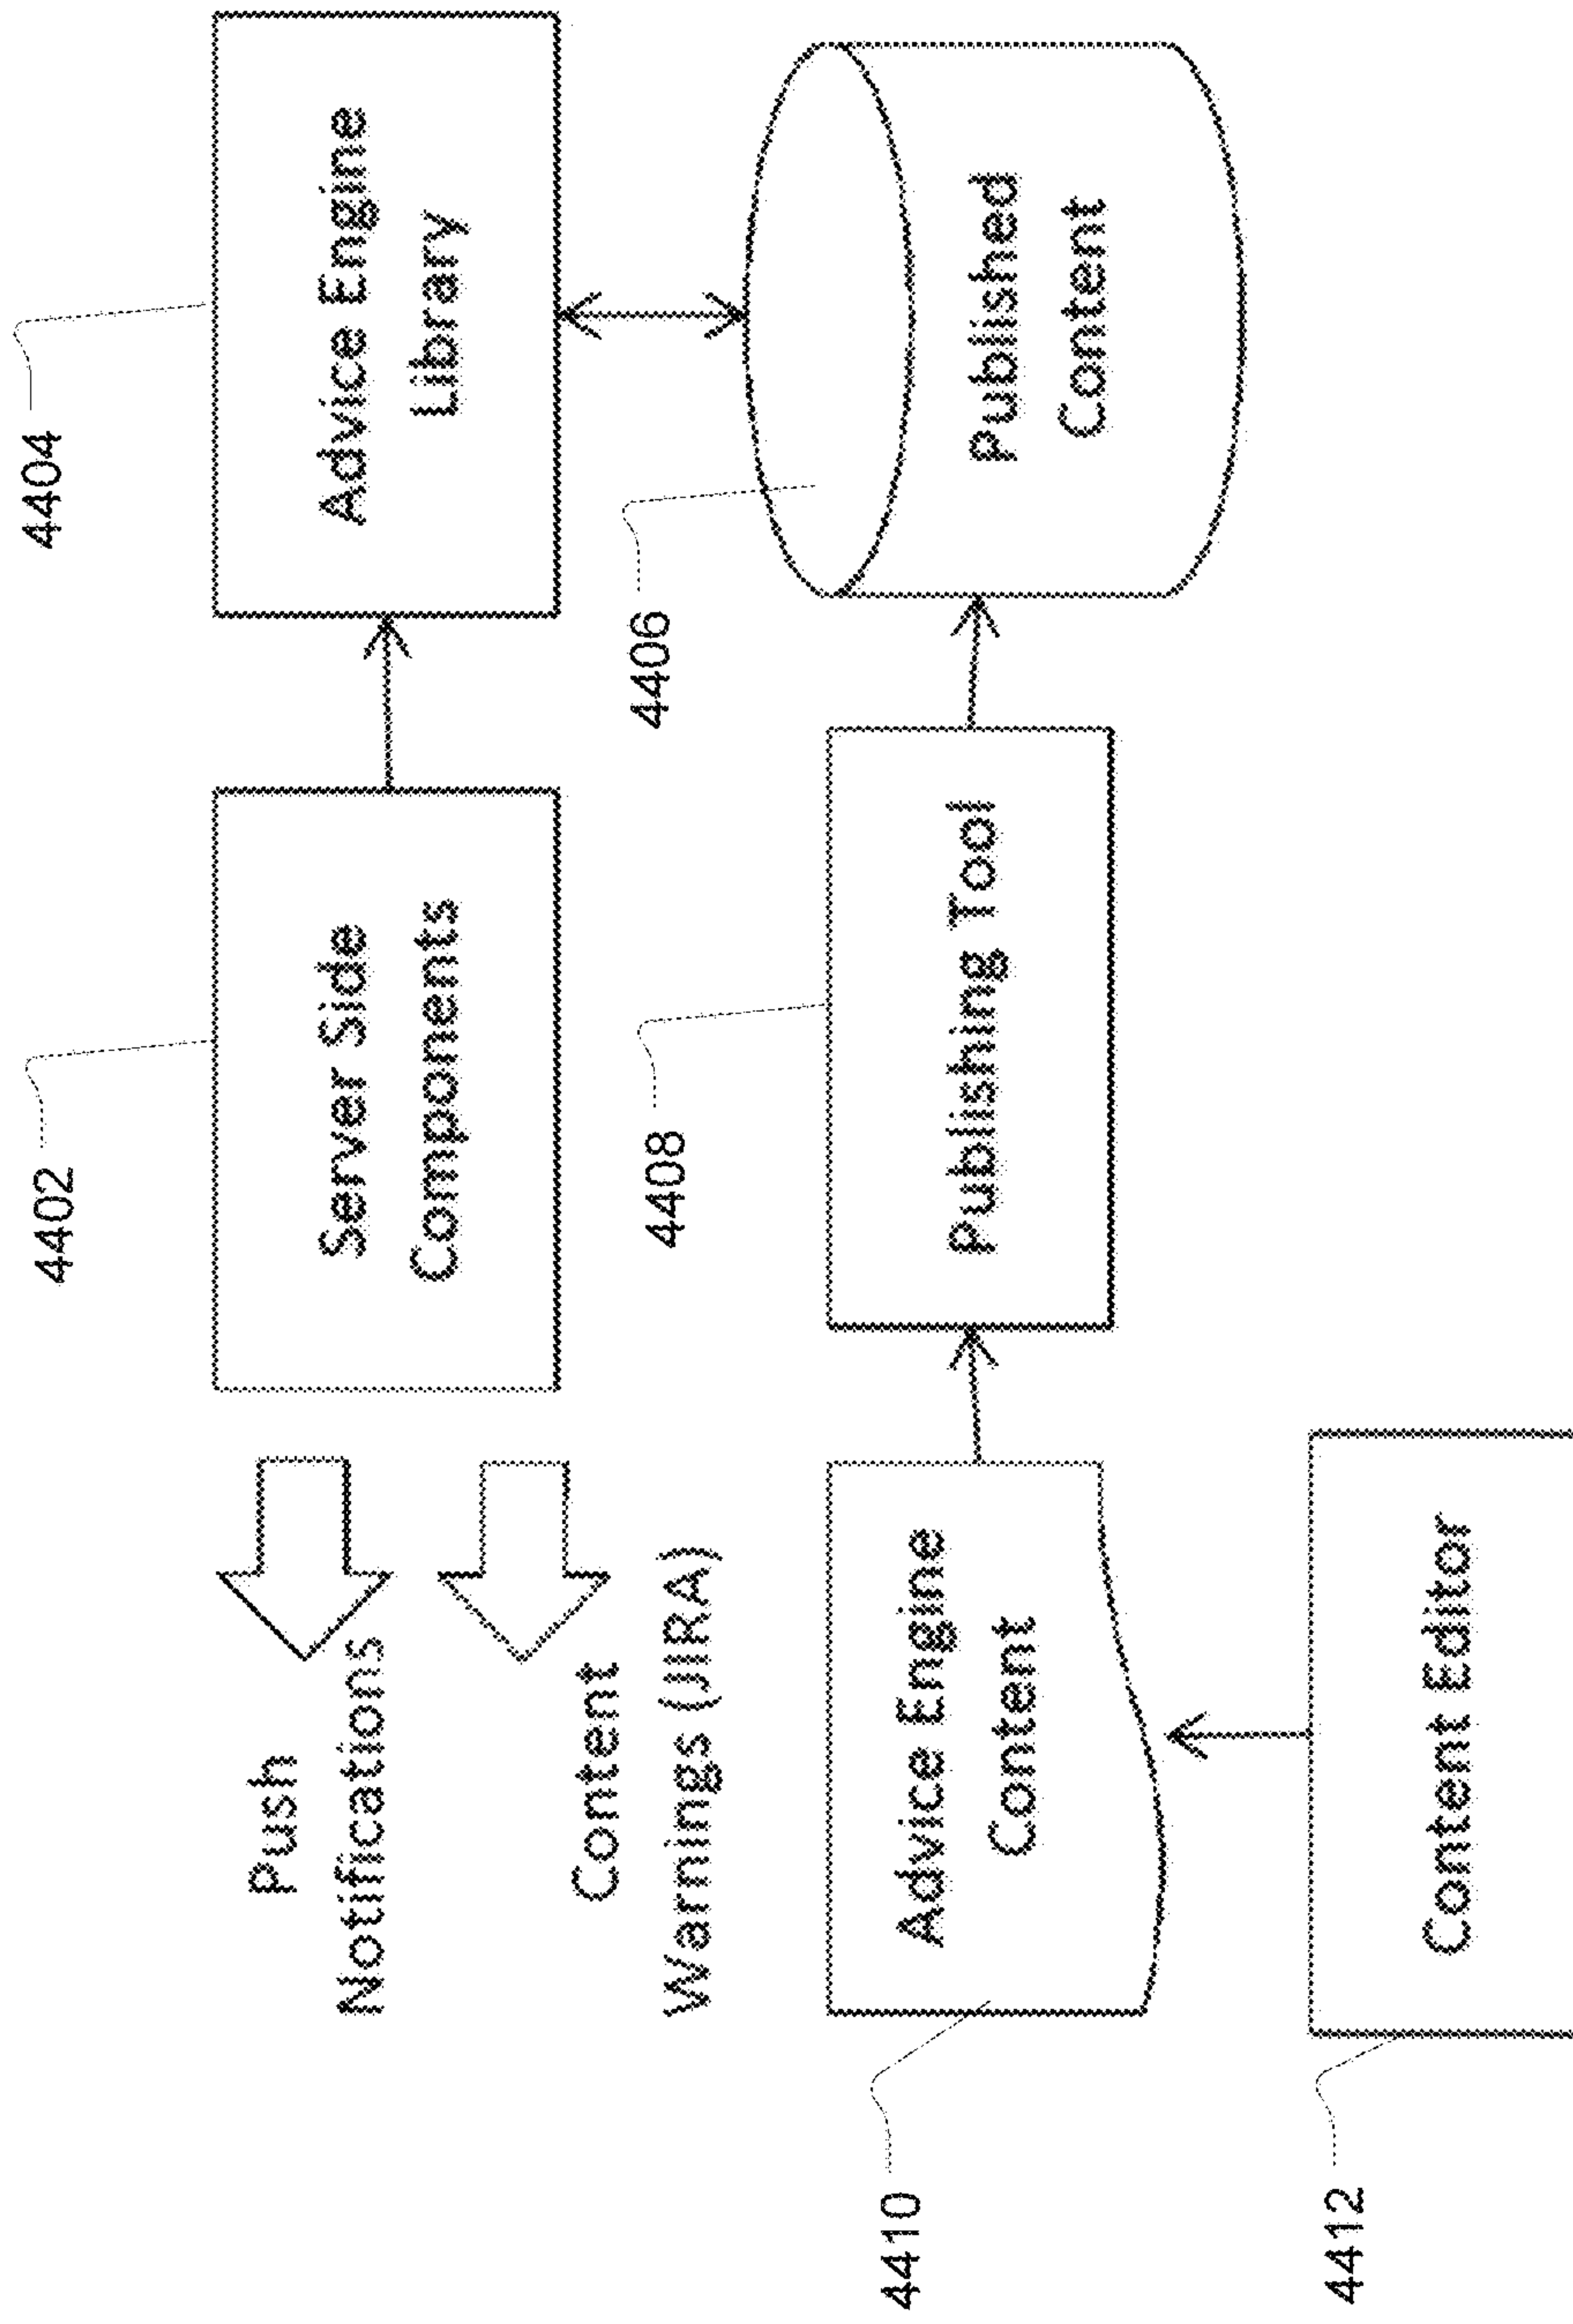 4402
4404
Push
Notifications
Server Side
Components
Advice Engine
Library
Content
Warnings (JIRA)
4408
4406
4410
Advice Engine
Content
Publishing Tool
Published
Content
4412
Content Editor